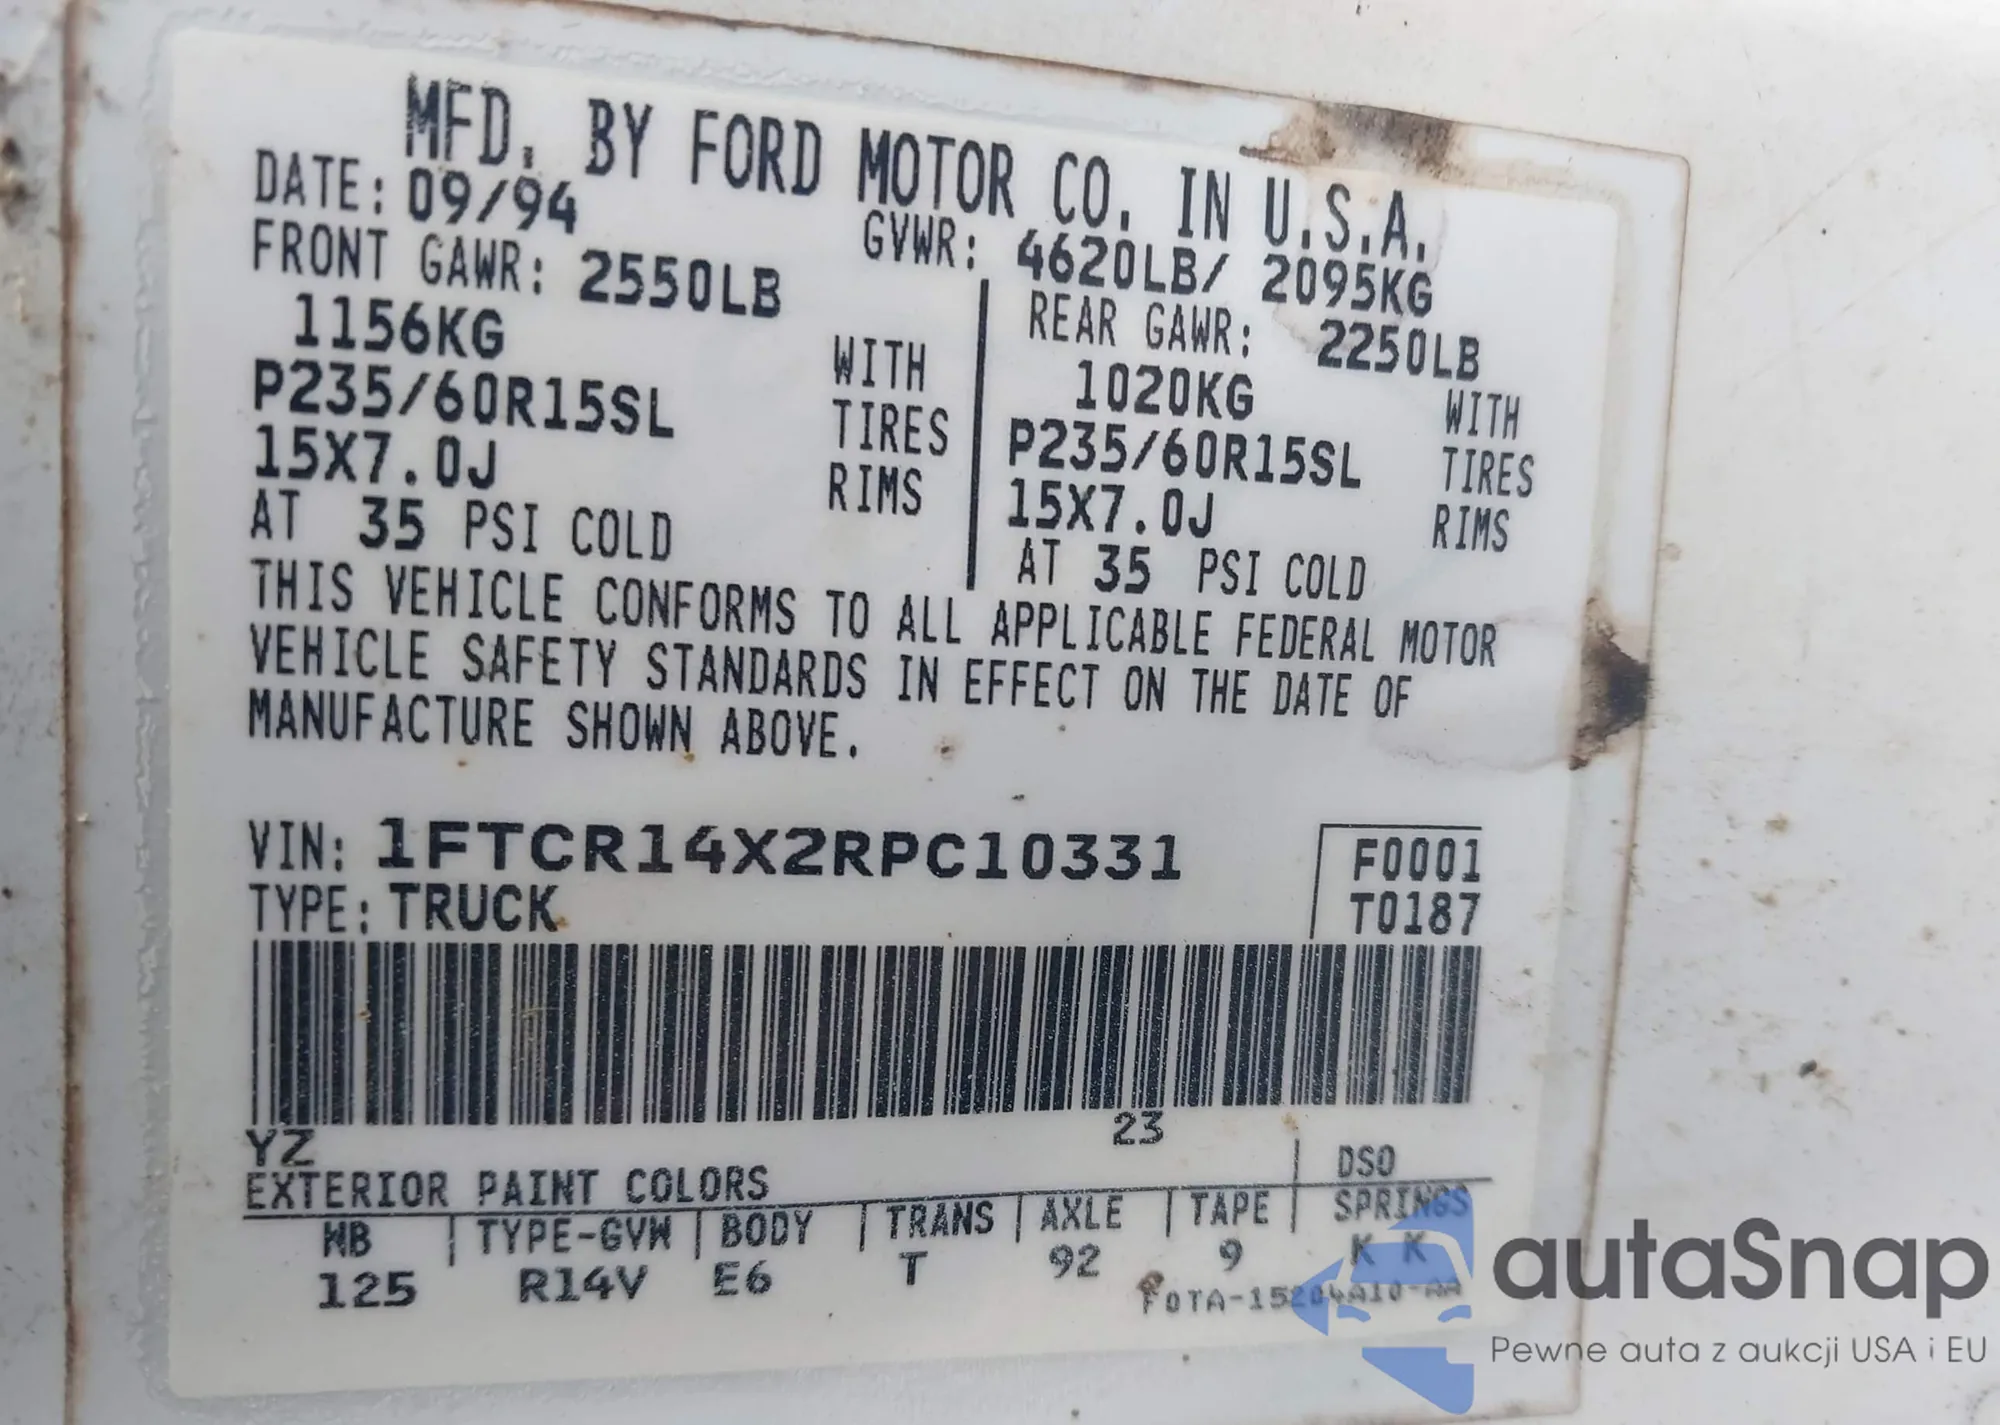 MFD. BY FORD MOTOR CO. IN U.S.A.
DATE: 09/94 GVWR: 4620LB/ 2095KG
FRONT GAWR: 2550LB REAR GAWR: 2250LB
1156KG WITH 1020KG WITH
P235/60R15SL TIRES P235/60R15SL TIRES
15X7.0J RIMS 15X7.0J RIMS
AT 35 PSI COLD AT 35 PSI COLD
THIS VEHICLE CONFORMS TO ALL APPLICABLE FEDERAL MOTOR
VEHICLE SAFETY STANDARDS IN EFFECT ON THE DATE OF
MANUFACTURE SHOWN ABOVE.
VIN: 1FTCR14X2RPC10331 F0001
TYPE: TRUCK T0187
YZ 23
EXTERIOR PAINT COLORS DSO
WB TYPE-GVW BODY TRANS AXLE TAPE SPRINGS
125 R14V E6 T 92 9 K K
F0TA-15204A10-AA
autaSnap
Pewne auta z aukcji USA i EU